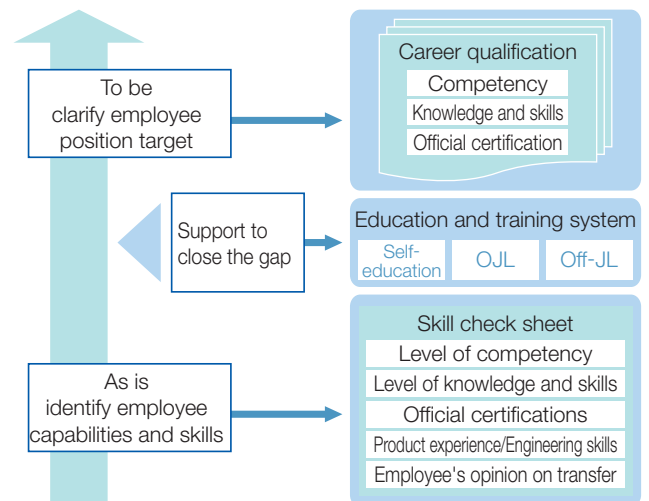 To be
clarify employee
position target
Career qualification
Competency
Knowledge and skills
Official certification
Support to
close the gap
Education and training system
Self-
education
OJL
Off-JL
As is
identify employee
capabilities and skills
Skill check sheet
Level of competency
Level of knowledge and skills
Official certifications
Product experience/Engineering skills
Employee's opinion on transfer